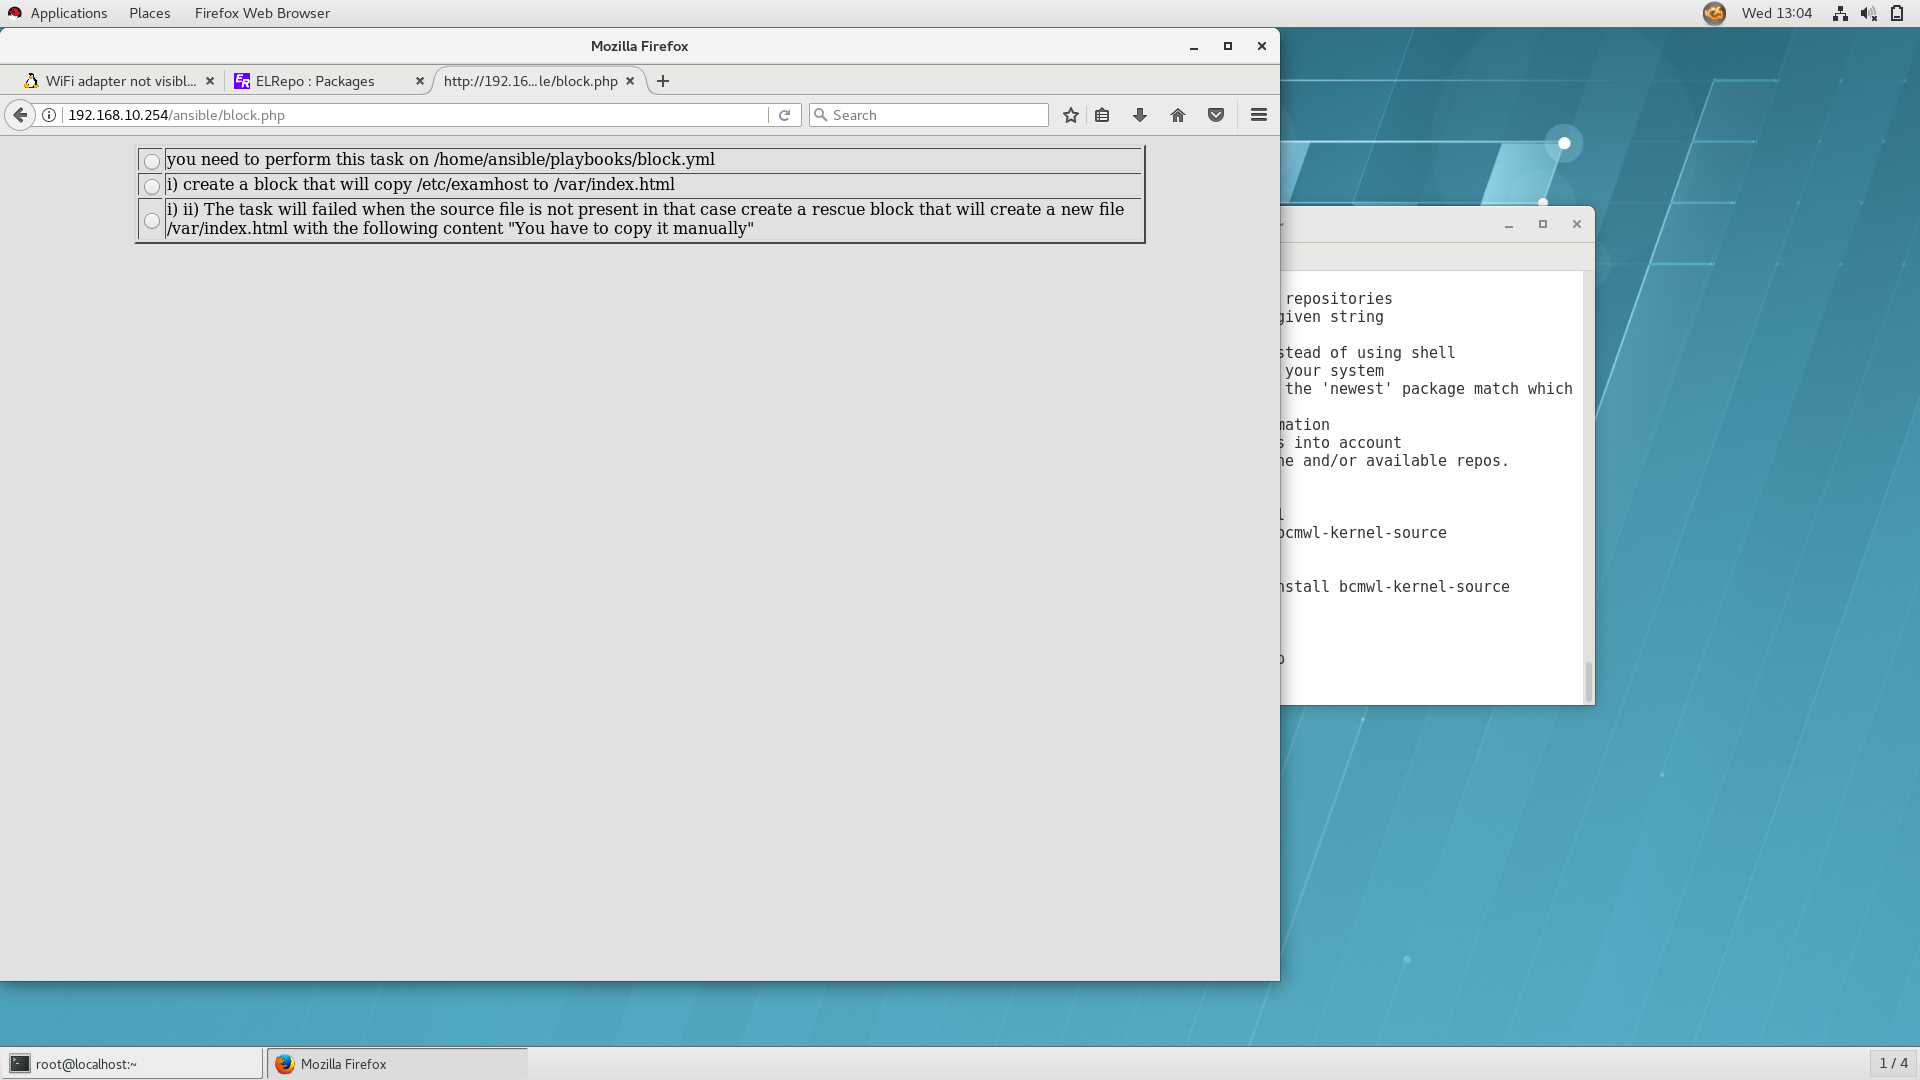 Applications Places Firefox Web Browser Wed 13:04
Mozilla Firefox
WiFi adapter not visibl... ELRepo : Packages http://192.16...le/block.php
192.168.10.254/ansible/block.php Search
you need to perform this task on /home/ansible/playbooks/block.yml
i) create a block that will copy /etc/examhost to /var/index.html
i) ii) The task will failed when the source file is not present in that case create a rescue block that will create a new file
/var/index.html with the following content "You have to copy it manually"
repositories
given string
stead of using shell
your system
the 'newest' package match which
mation
s into account
ne and/or available repos.
l
bcmwl-kernel-source
nstall bcmwl-kernel-source
root@localhost:~ Mozilla Firefox 1 / 4